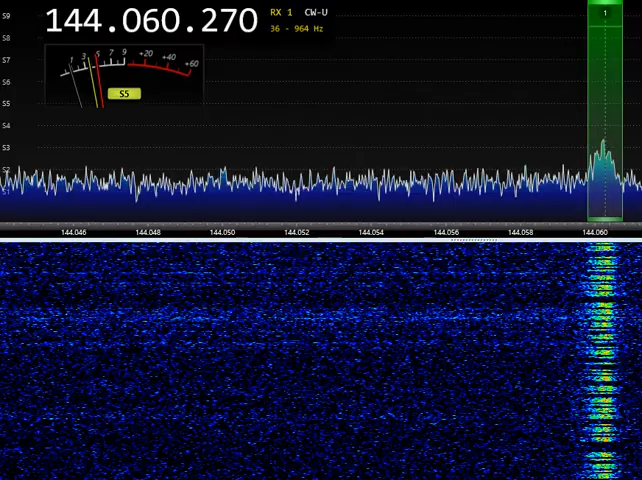 144.060.270 RX 1 CW-U
36 - 964 Hz
1 3 5 7 9 +20 +40 +60
S5
1
S9
S8
S7
S6
S5
S4
S3
S2
S1
144.046 144.048 144.050 144.052 144.054 144.056 144.058 144.060